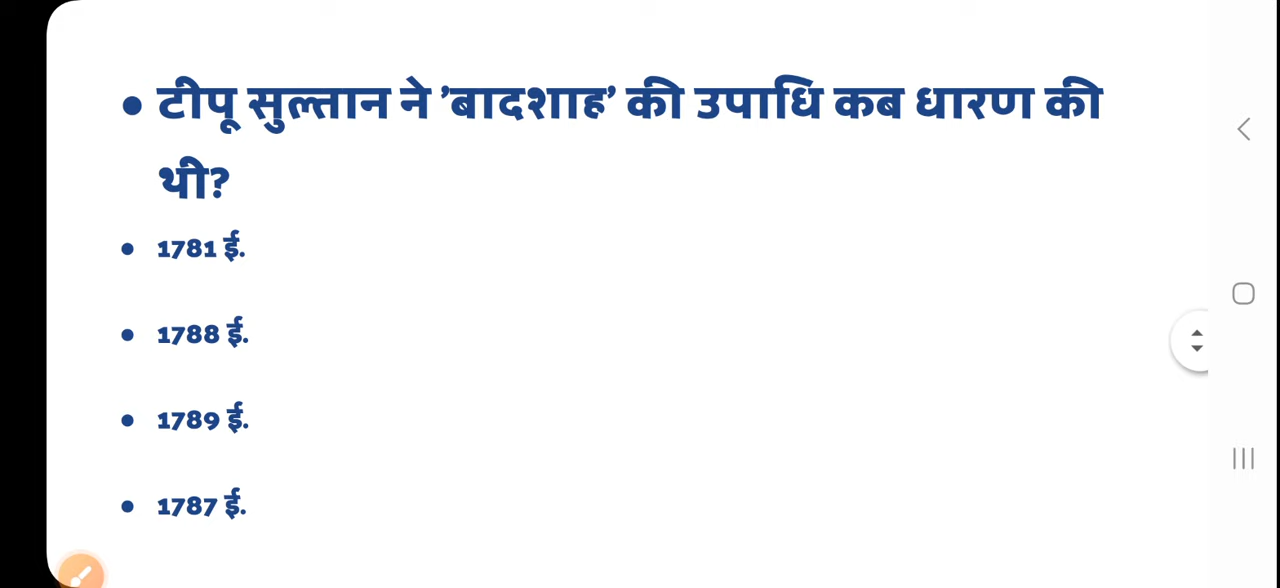 • टीपू सुल्तान ने ’बादशाह’ की उपाधि कब धारण की
थी?
• 1781 ई.
• 1788 ई.
• 1789 ई.
• 1787 ई.